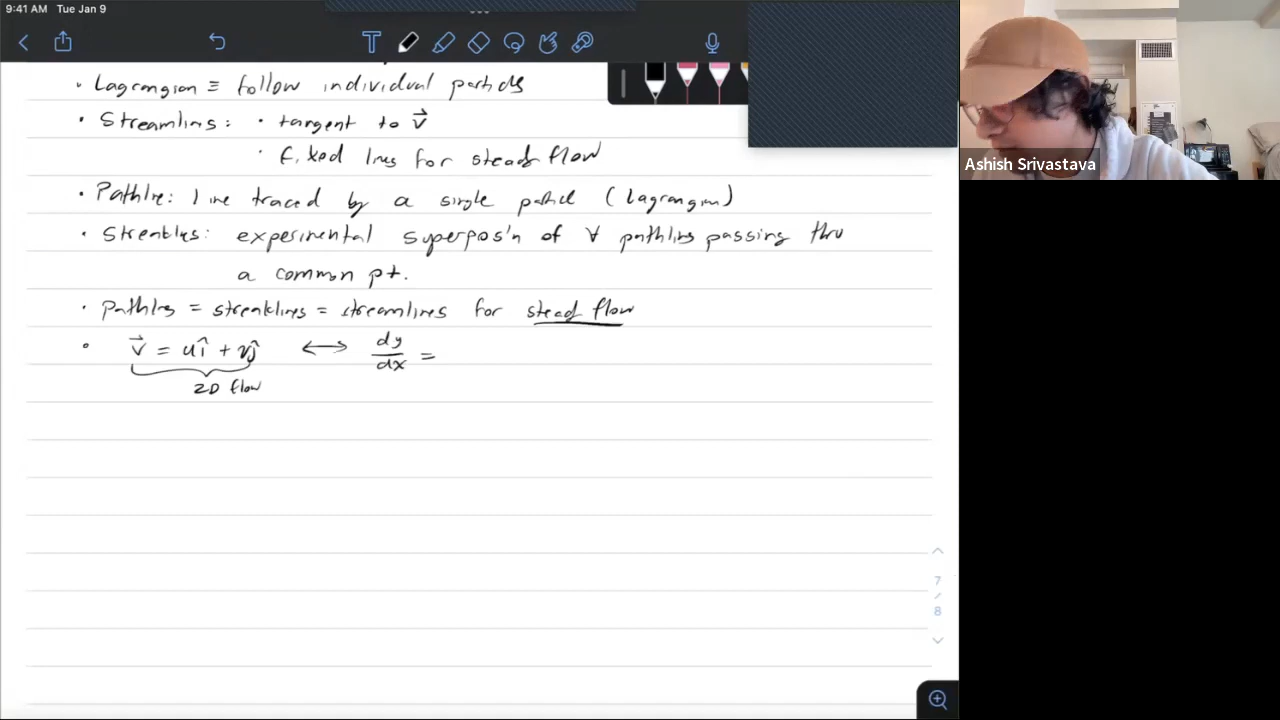 9:41 AM Tue Jan 9
• Lagrangian ≡ follow individual particles
• Streamlines: • tangent to v⃗
• fixed lines for steady flow
• Pathline: line traced by a single particle (Lagrangian)
• Streaklines: experimental superpos'n of ∀ pathlines passing thru
a common pt.
• pathlines = streaklines = streamlines for steady flow
• v⃗ = uî + vĵ ⟷ dy/dx =
2D flow
7
/
8
Ashish Srivastava